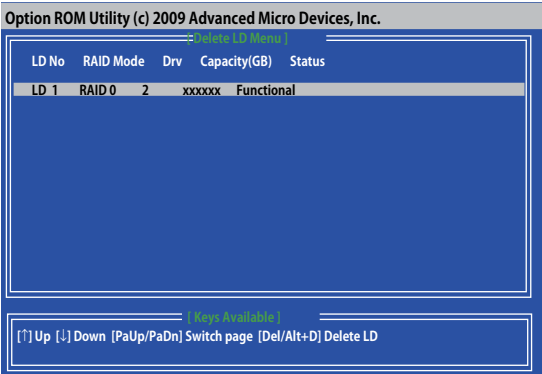 Option ROM Utility (c) 2009 Advanced Micro Devices, Inc.
[ Delete LD Menu ]
LD No RAID Mode Drv Capacity(GB) Status
LD 1 RAID 0 2 xxxxxx Functional
[ Keys Available ]
[↑] Up [↓] Down [PaUp/PaDn] Switch page [Del/Alt+D] Delete LD